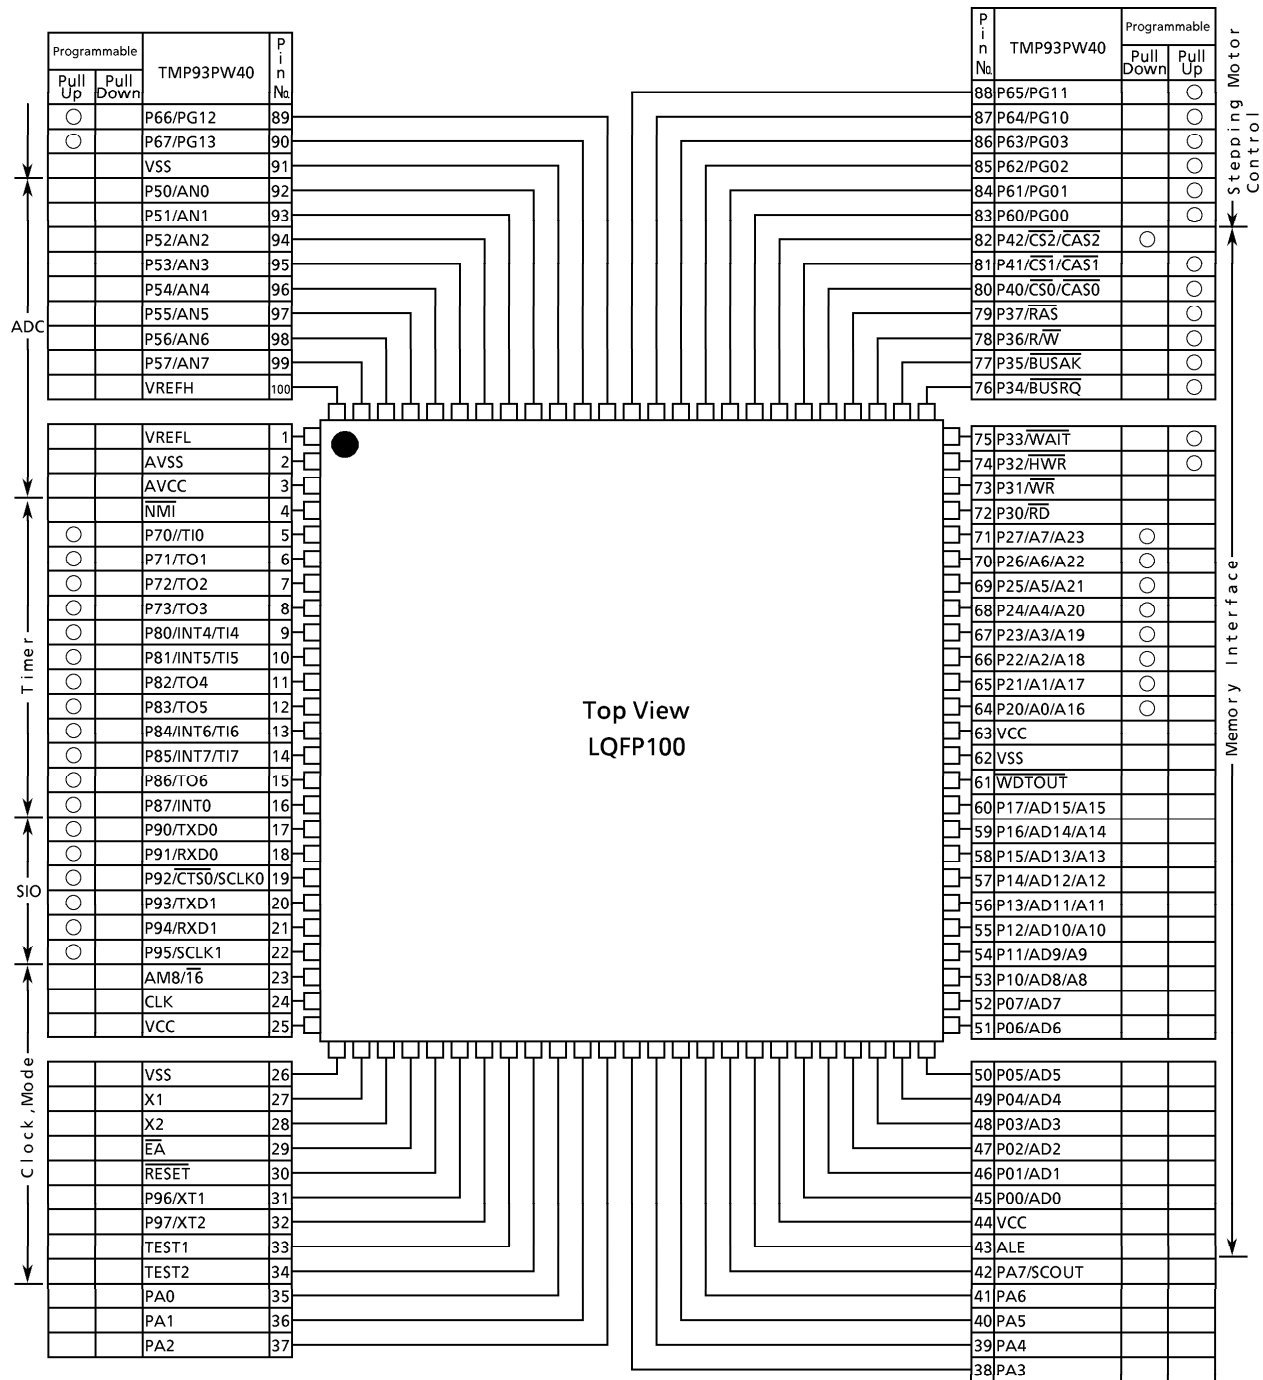 Programmable
Pull Up
Pull Down
TMP93PW40
Pin No.
P66/PG12 89
P67/PG13 90
VSS 91
P50/AN0 92
P51/AN1 93
P52/AN2 94
P53/AN3 95
P54/AN4 96
P55/AN5 97
P56/AN6 98
P57/AN7 99
VREFH 100
VREFL 1
AVSS 2
AVCC 3
NMI 4
P70//TI0 5
P71/TO1 6
P72/TO2 7
P73/TO3 8
P80/INT4/TI4 9
P81/INT5/TI5 10
P82/TO4 11
P83/TO5 12
P84/INT6/TI6 13
P85/INT7/TI7 14
P86/TO6 15
P87/INT0 16
P90/TXD0 17
P91/RXD0 18
P92/CTS0/SCLK0 19
P93/TXD1 20
P94/RXD1 21
P95/SCLK1 22
AM8/16 23
CLK 24
VCC 25
VSS 26
X1 27
X2 28
EA 29
RESET 30
P96/XT1 31
P97/XT2 32
TEST1 33
TEST2 34
PA0 35
PA1 36
PA2 37
ADC
Timer
SIO
Clock, Mode
Top View
LQFP100
Pin No.
TMP93PW40
Programmable
Pull Down
Pull Up
88 P65/PG11
87 P64/PG10
86 P63/PG03
85 P62/PG02
84 P61/PG01
83 P60/PG00
82 P42/CS2/CAS2
81 P41/CS1/CAS1
80 P40/CS0/CAS0
79 P37/RAS
78 P36/R/W
77 P35/BUSAK
76 P34/BUSRQ
75 P33/WAIT
74 P32/HWR
73 P31/WR
72 P30/RD
71 P27/A7/A23
70 P26/A6/A22
69 P25/A5/A21
68 P24/A4/A20
67 P23/A3/A19
66 P22/A2/A18
65 P21/A1/A17
64 P20/A0/A16
63 VCC
62 VSS
61 WDTOUT
60 P17/AD15/A15
59 P16/AD14/A14
58 P15/AD13/A13
57 P14/AD12/A12
56 P13/AD11/A11
55 P12/AD10/A10
54 P11/AD9/A9
53 P10/AD8/A8
52 P07/AD7
51 P06/AD6
50 P05/AD5
49 P04/AD4
48 P03/AD3
47 P02/AD2
46 P01/AD1
45 P00/AD0
44 VCC
43 ALE
42 PA7/SCOUT
41 PA6
40 PA5
39 PA4
38 PA3
Stepping Motor
Control
Memory Interface